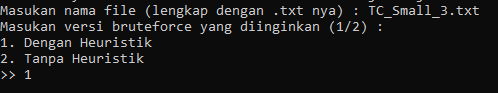 Masukan nama file (lengkap dengan .txt nya) : TC_Small_3.txt
Masukan versi bruteforce yang diinginkan (1/2) :
1. Dengan Heuristik
2. Tanpa Heuristik
>> 1